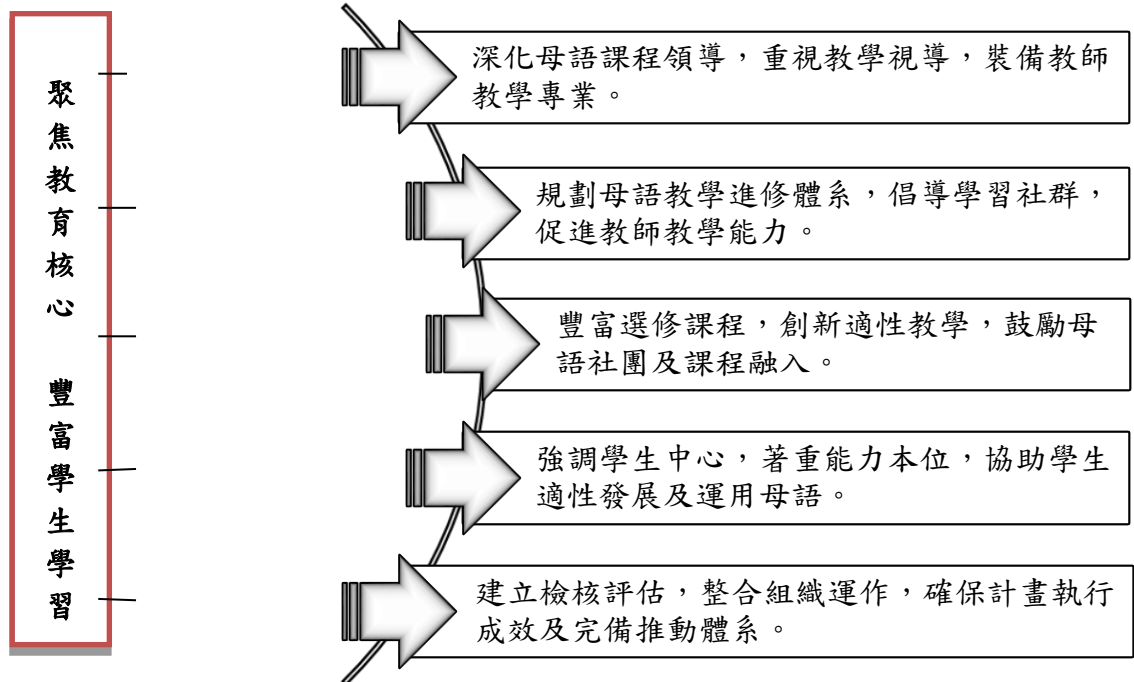 聚焦教育核心 豐富學生學習
深化母語課程領導，重視教學視導，裝備教師
教學專業。
規劃母語教學進修體系，倡導學習社群，
促進教師教學能力。
豐富選修課程，創新適性教學，鼓勵母
語社團及課程融入。
強調學生中心，著重能力本位，協助學生
適性發展及運用母語。
建立檢核評估，整合組織運作，確保計畫執行
成效及完備推動體系。